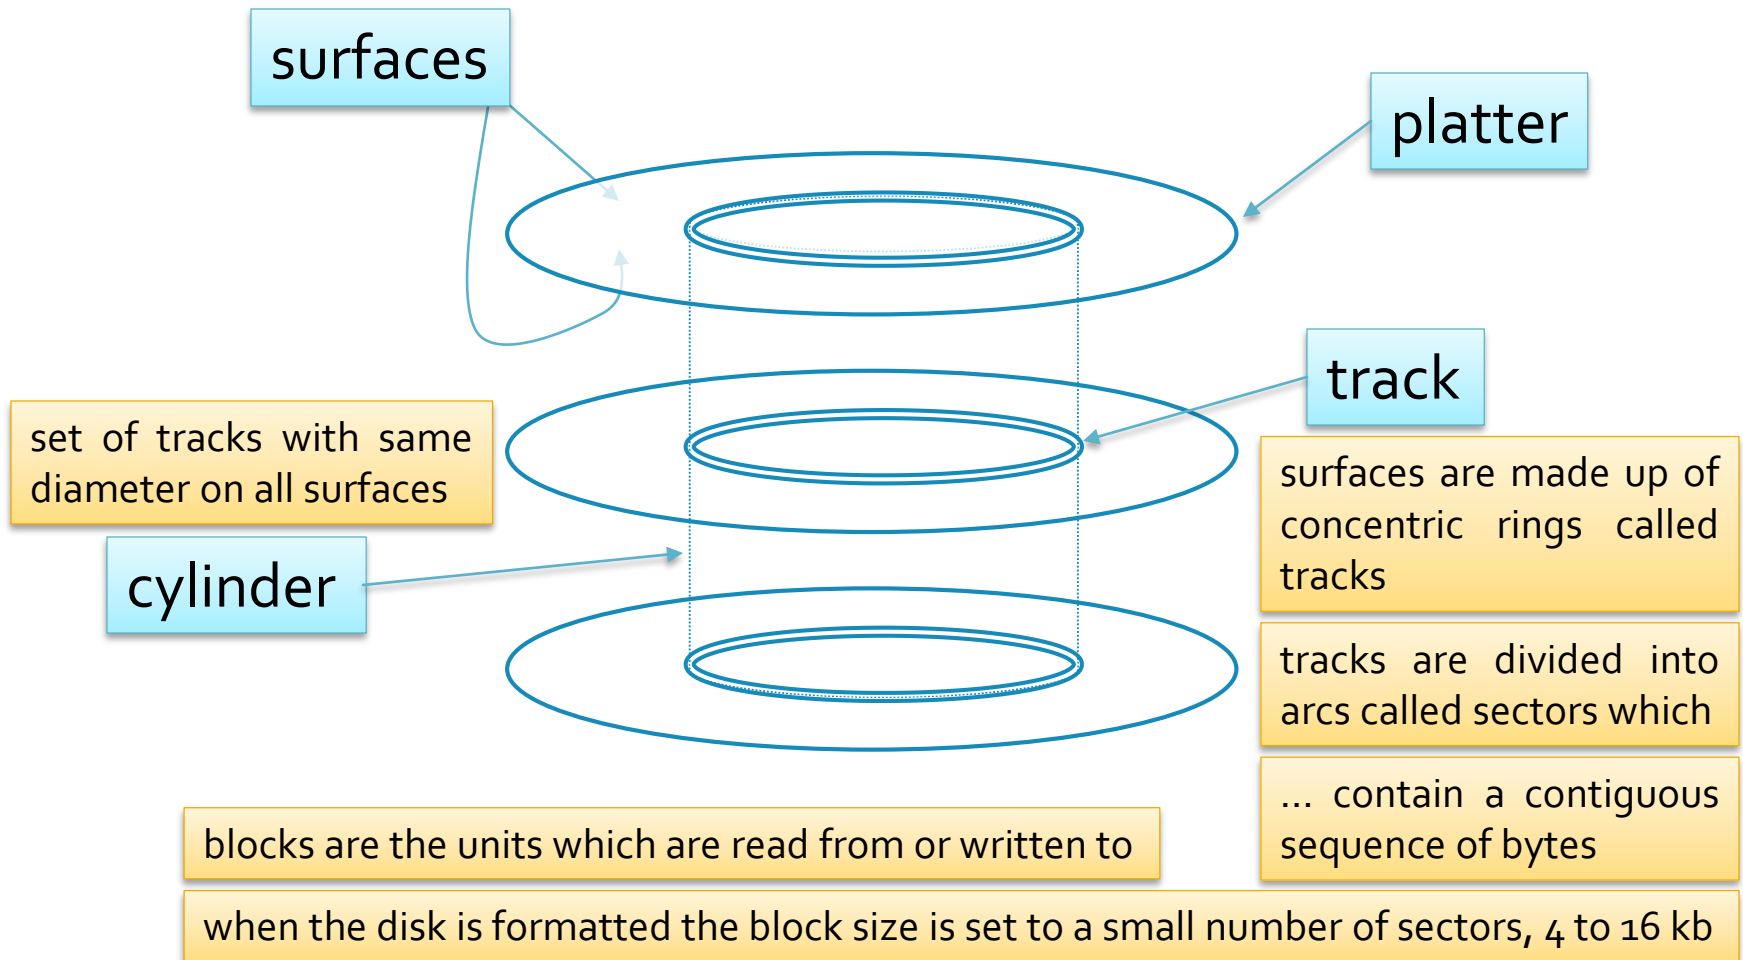 surfaces
platter
track
set of tracks with same
diameter on all surfaces
cylinder
surfaces are made up of
concentric rings called
tracks
tracks are divided into
arcs called sectors which
... contain a contiguous
sequence of bytes
blocks are the units which are read from or written to
when the disk is formatted the block size is set to a small number of sectors, 4 to 16 kb